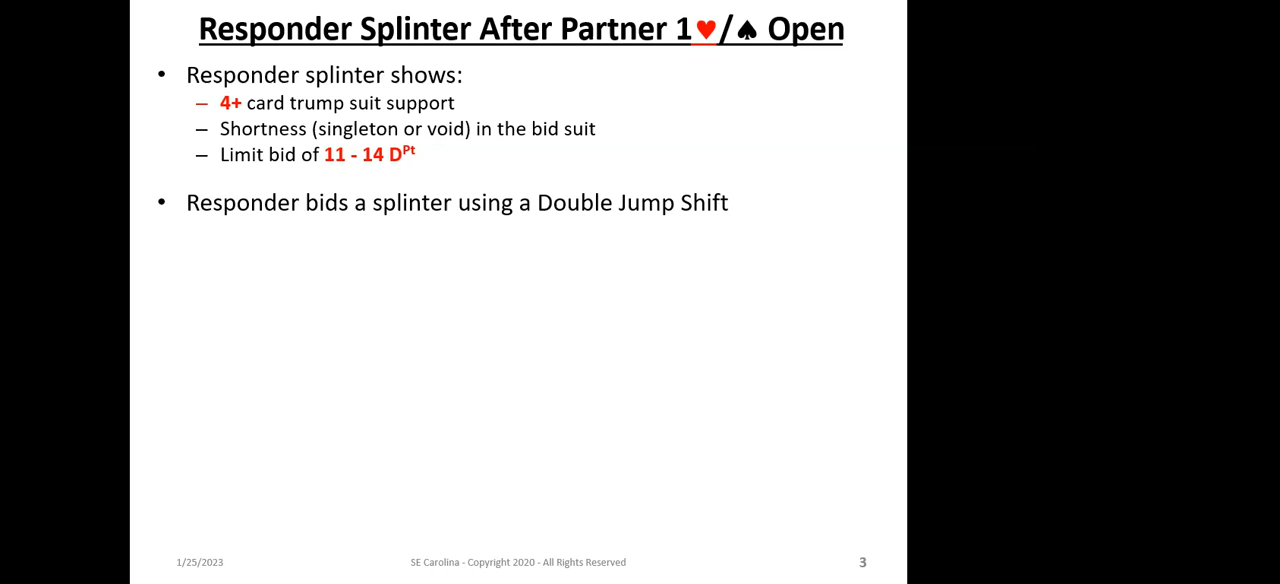 Responder Splinter After Partner 1♥/♠ Open
• Responder splinter shows:
– 4+ card trump suit support
– Shortness (singleton or void) in the bid suit
– Limit bid of 11 - 14 DPt
• Responder bids a splinter using a Double Jump Shift
1/25/2023
SE Carolina - Copyright 2020 - All Rights Reserved
3